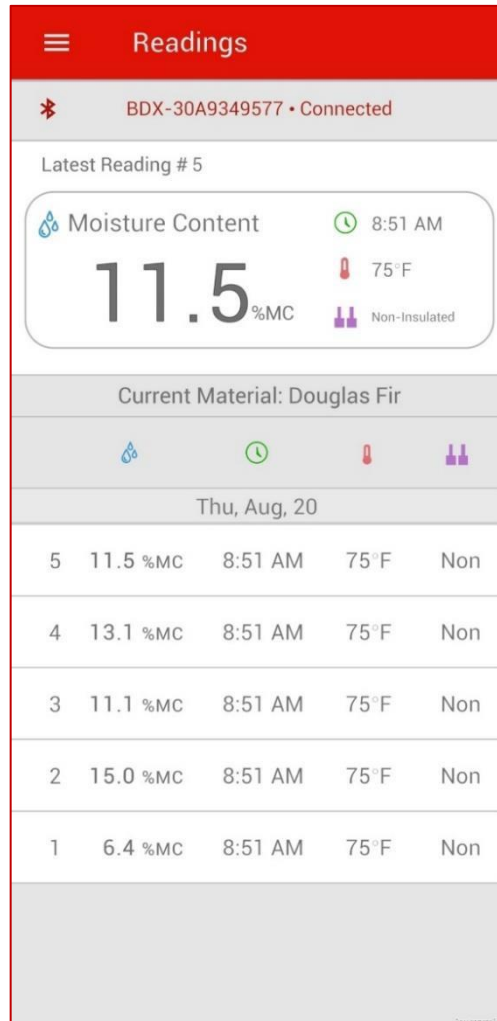 Readings
BDX-30A9349577 • Connected
Latest Reading # 5
Moisture Content
8:51 AM
11.5 %MC
75°F
Non-Insulated
Current Material: Douglas Fir
Thu, Aug, 20
5 11.5 %MC 8:51 AM 75°F Non
4 13.1 %MC 8:51 AM 75°F Non
3 11.1 %MC 8:51 AM 75°F Non
2 15.0 %MC 8:51 AM 75°F Non
1 6.4 %MC 8:51 AM 75°F Non